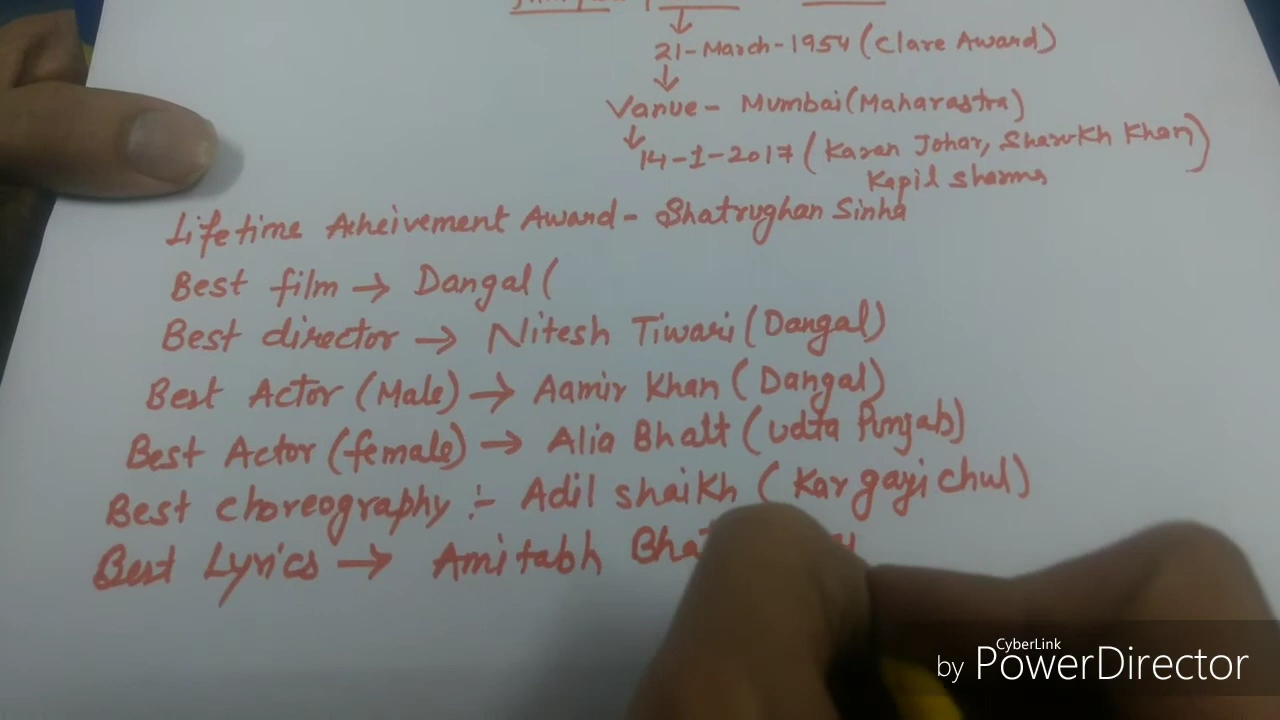 21-March-1954 (Clare Award)
Vanue - Mumbai (Maharastra)
14-1-2017 (Karan Johar, Sharukh Khan)
Kapil sharma
Lifetime Acheivement Award - Shatrughan Sinha
Best film → Dangal (
Best director → Nitesh Tiwari (Dangal)
Best Actor (Male) → Aamir Khan (Dangal)
Best Actor (female) → Alia Bhatt (Udta Punjab)
Best choreography :- Adil shaikh (Kar gayi chul)
Best Lyrics → Amitabh
CyberLink
by PowerDirector